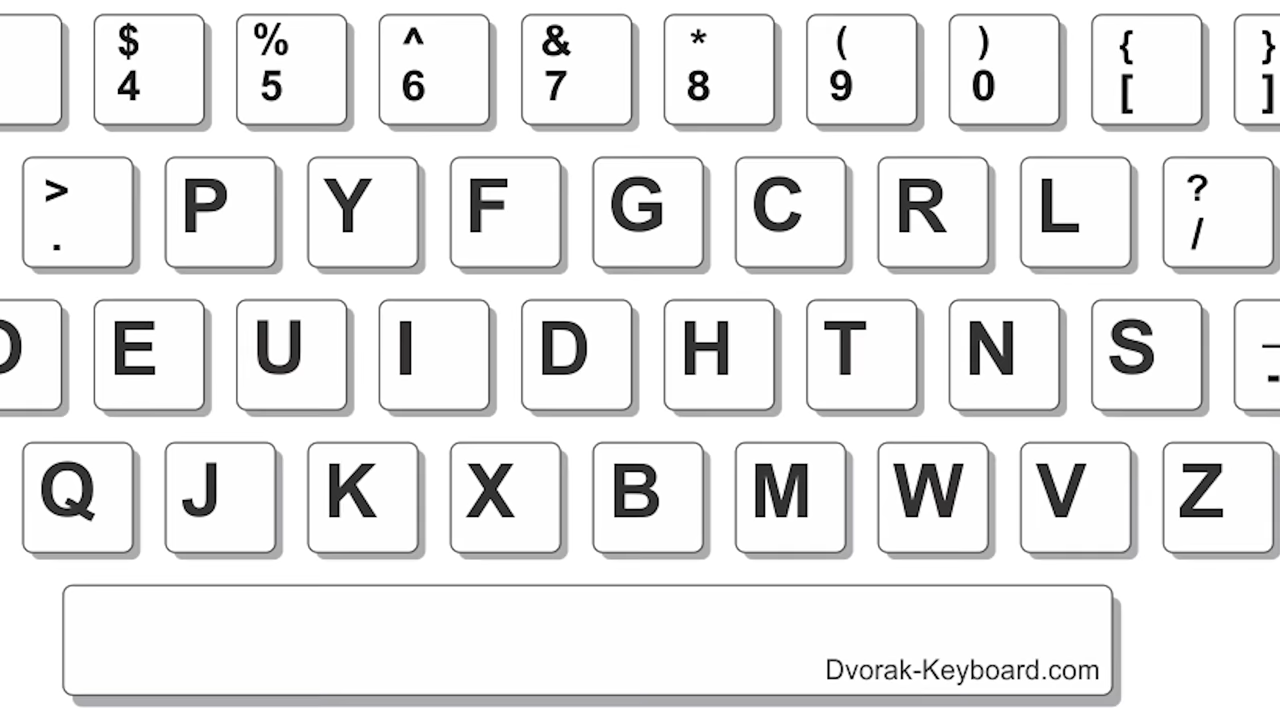 $ % ^ & * ( ) { }
4 5 6 7 8 9 0 [ ]
> P Y F G C R L ?
. /
O E U I D H T N S _
-
Q J K X B M W V Z
Dvorak-Keyboard.com